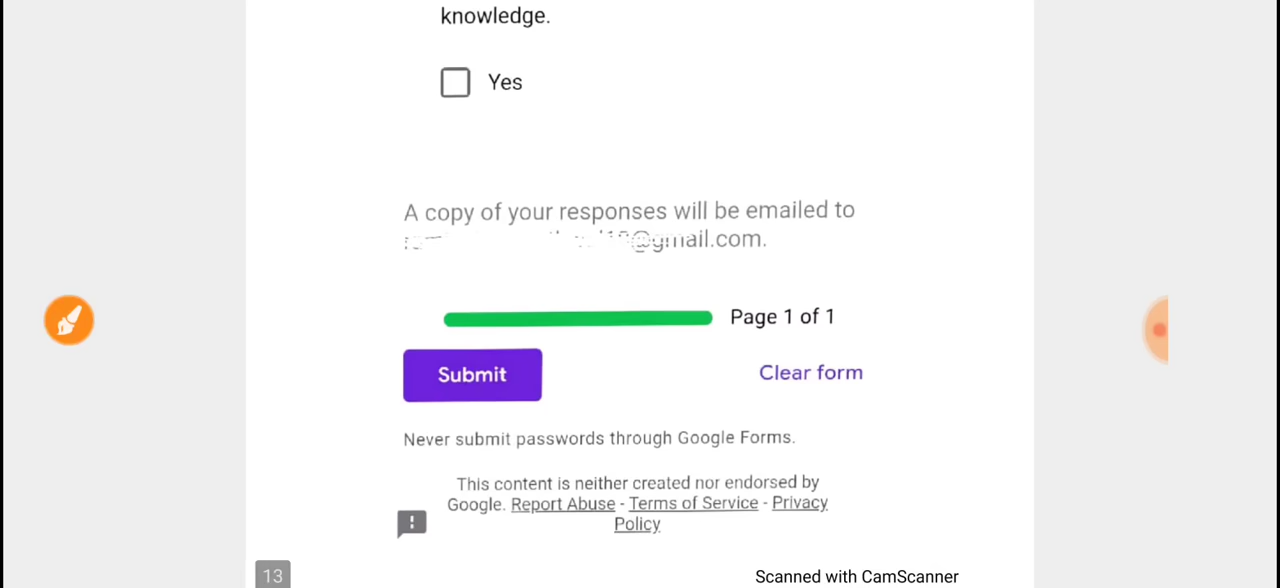 knowledge.
Yes
A copy of your responses will be emailed to
@gmail.com.
Page 1 of 1
Submit
Clear form
Never submit passwords through Google Forms.
This content is neither created nor endorsed by
Google. Report Abuse - Terms of Service - Privacy
Policy
!
13
Scanned with CamScanner